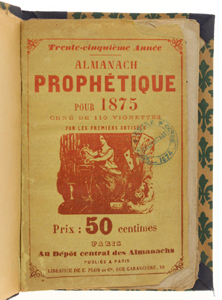 Trente-cinquième Année
ALMANACH
PROPHÉTIQUE
POUR 1875
ORNÉ DE 110 VIGNETTES
PAR LES PREMIERS ARTISTES
Prix : 50 centimes
PARIS
Au Dépôt central des Almanachs
PUBLIÉS A PARIS
LIBRAIRIE DE E. PLON et Cie, RUE GARANCIÈRE, 10